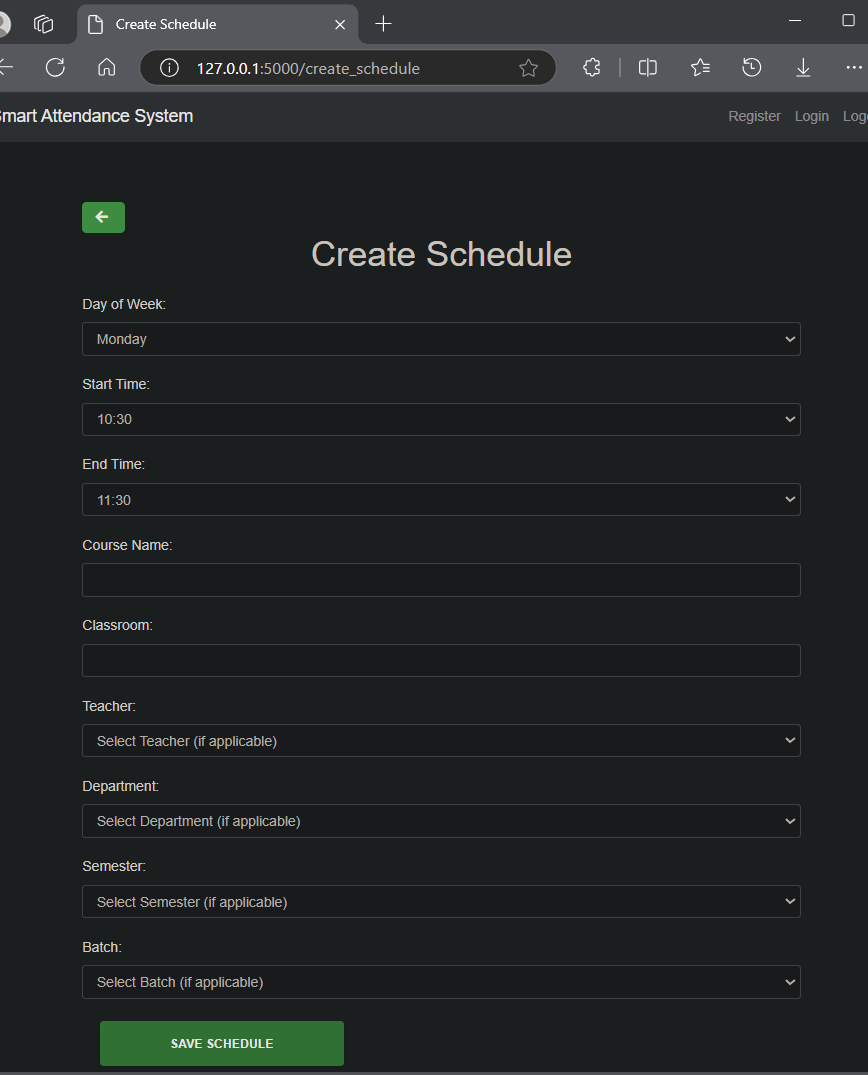 Create Schedule
127.0.0.1:5000/create_schedule
mart Attendance System
Register Login
Create Schedule
Day of Week:
Monday
Start Time:
10:30
End Time:
11:30
Course Name:
Classroom:
Teacher:
Select Teacher (if applicable)
Department:
Select Department (if applicable)
Semester:
Select Semester (if applicable)
Batch:
Select Batch (if applicable)
SAVE SCHEDULE